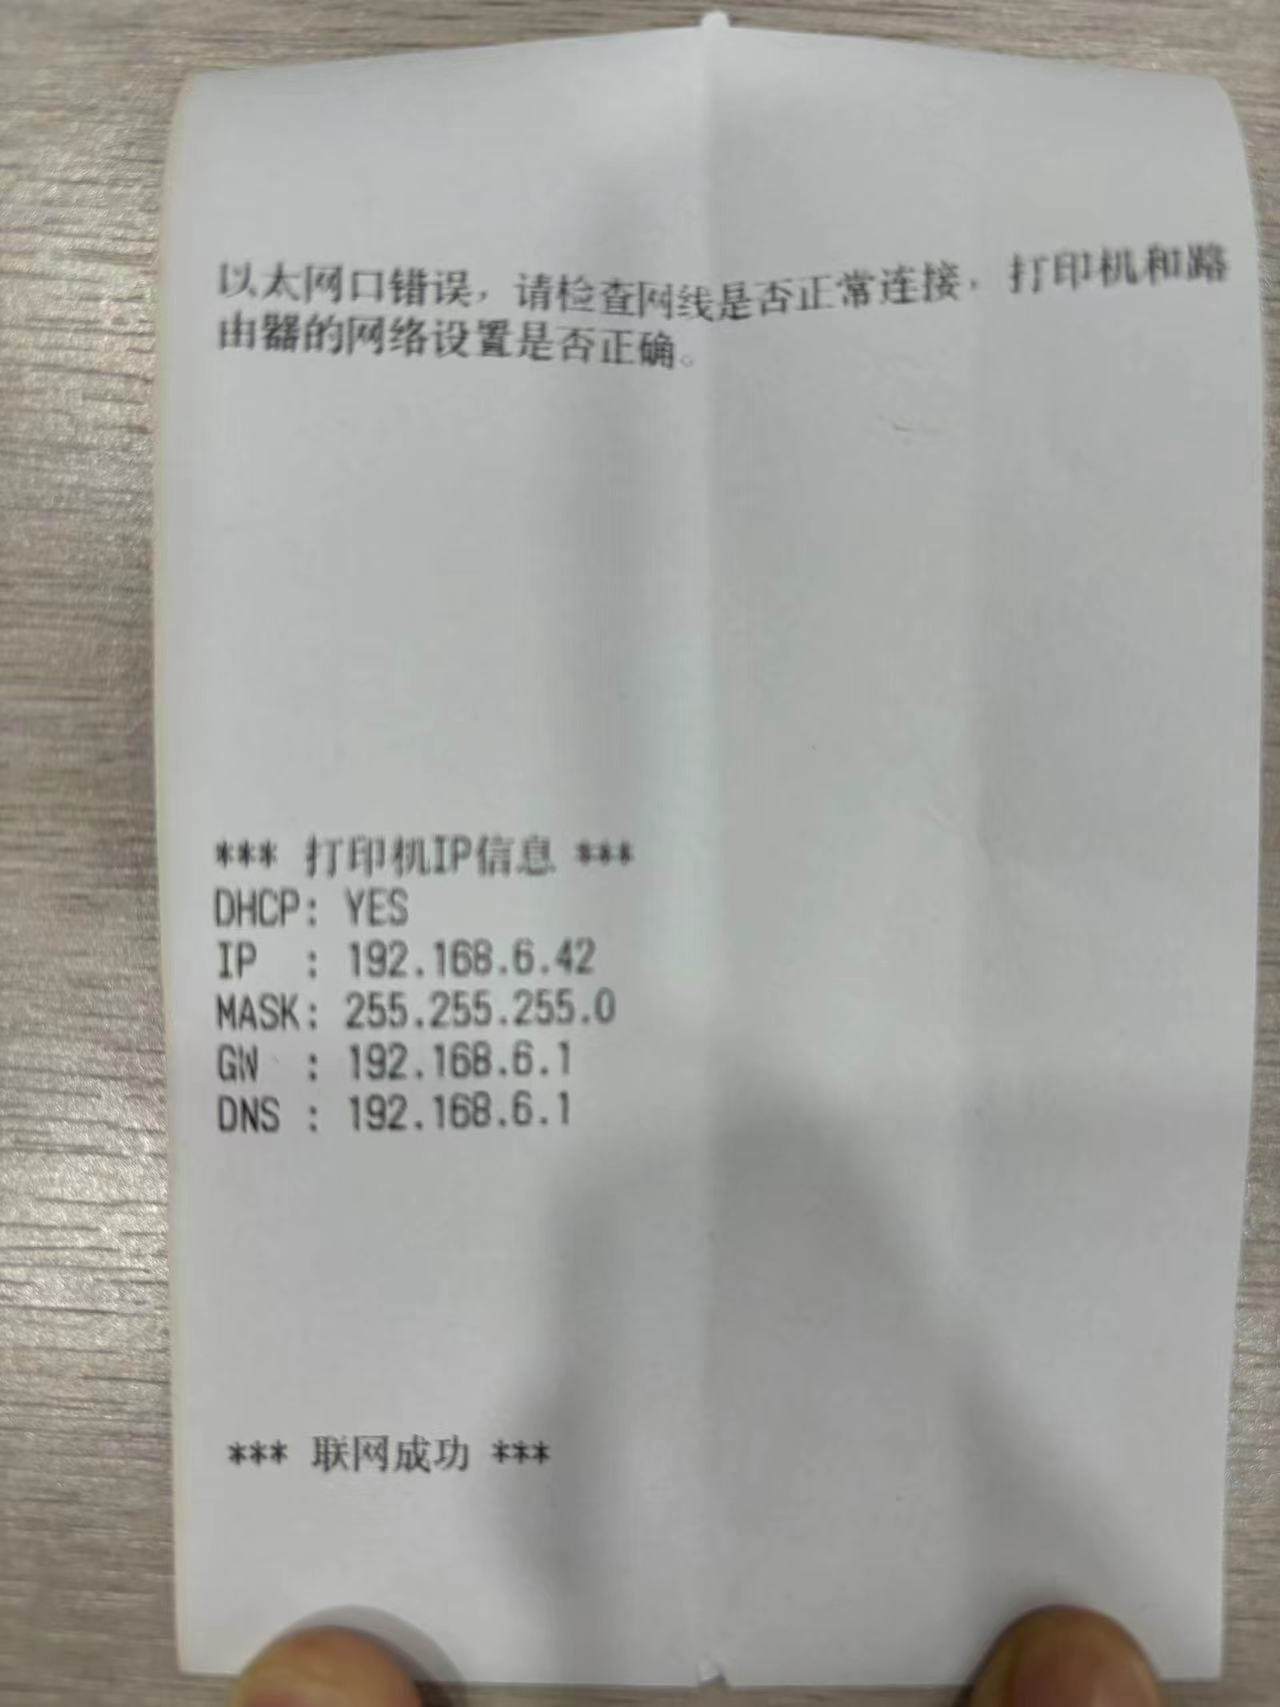 以太网口错误，请检查网线是否正常连接，打印机和路
由器的网络设置是否正确。
*** 打印机IP信息 ***
DHCP: YES
IP  : 192.168.6.42
MASK: 255.255.255.0
GW  : 192.168.6.1
DNS : 192.168.6.1
*** 联网成功 ***